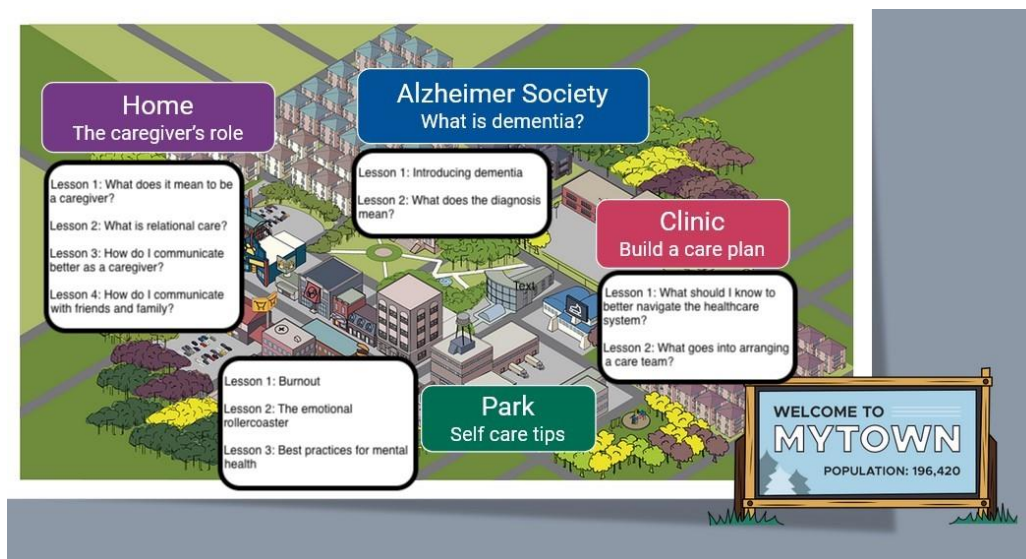 Home
The caregiver's role
Lesson 1: What does it mean to be
a caregiver?
Lesson 2: What is relational care?
Lesson 3: How do I communicate
better as a caregiver?
Lesson 4: How do I communicate
with friends and family?
Alzheimer Society
What is dementia?
Lesson 1: Introducing dementia
Lesson 2: What does the diagnosis
mean?
Clinic
Build a care plan
Lesson 1: What should I know to
better navigate the healthcare
system?
Lesson 2: What goes into arranging
a care team?
Text
Lesson 1: Burnout
Lesson 2: The emotional
rollercoaster
Lesson 3: Best practices for mental
health
Park
Self care tips
WELCOME TO
MYTOWN
POPULATION: 196,420